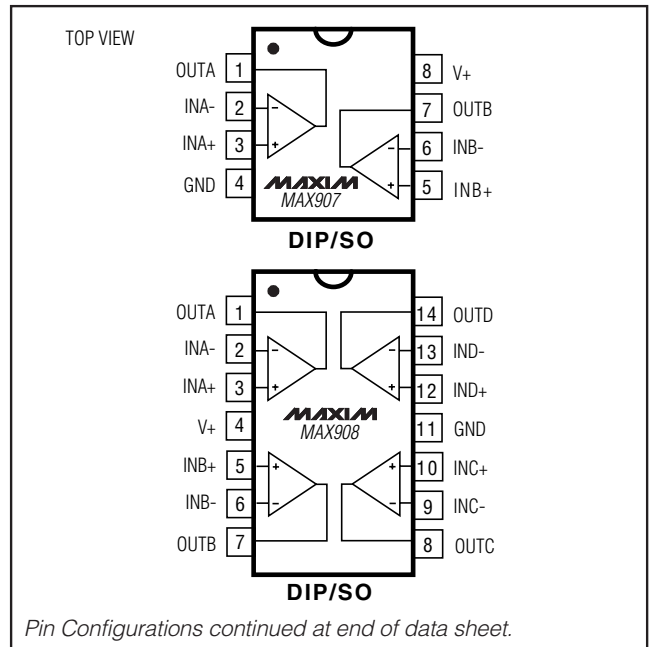 TOP VIEW
OUTA 1
INA- 2
INA+ 3
GND 4
8 V+
7 OUTB
6 INB-
5 INB+
- +
- +
MAXIM
MAX907
DIP/SO
OUTA 1
INA- 2
INA+ 3
V+ 4
INB+ 5
INB- 6
OUTB 7
14 OUTD
13 IND-
12 IND+
11 GND
10 INC+
9 INC-
8 OUTC
- +
- +
+ -
+ -
MAXIM
MAX908
DIP/SO
Pin Configurations continued at end of data sheet.